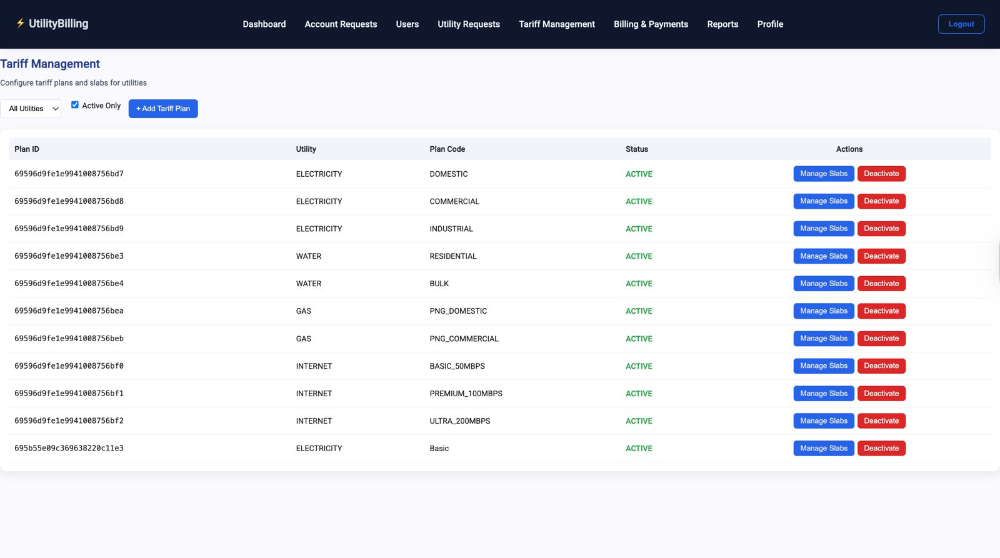 ⚡ UtilityBilling Dashboard Account Requests Users Utility Requests Tariff Management Billing & Payments Reports Profile Logout
Tariff Management
Configure tariff plans and slabs for utilities
All Utilities Active Only + Add Tariff Plan
Plan ID Utility Plan Code Status Actions
69596d9fe1e9941008756bd7 ELECTRICITY DOMESTIC ACTIVE Manage Slabs Deactivate
69596d9fe1e9941008756bd8 ELECTRICITY COMMERCIAL ACTIVE Manage Slabs Deactivate
69596d9fe1e9941008756bd9 ELECTRICITY INDUSTRIAL ACTIVE Manage Slabs Deactivate
69596d9fe1e9941008756be3 WATER RESIDENTIAL ACTIVE Manage Slabs Deactivate
69596d9fe1e9941008756be4 WATER BULK ACTIVE Manage Slabs Deactivate
69596d9fe1e9941008756bea GAS PNG_DOMESTIC ACTIVE Manage Slabs Deactivate
69596d9fe1e9941008756beb GAS PNG_COMMERCIAL ACTIVE Manage Slabs Deactivate
69596d9fe1e9941008756bf0 INTERNET BASIC_50MBPS ACTIVE Manage Slabs Deactivate
69596d9fe1e9941008756bf1 INTERNET PREMIUM_100MBPS ACTIVE Manage Slabs Deactivate
69596d9fe1e9941008756bf2 INTERNET ULTRA_200MBPS ACTIVE Manage Slabs Deactivate
695b55e09c369638220c11e3 ELECTRICITY Basic ACTIVE Manage Slabs Deactivate